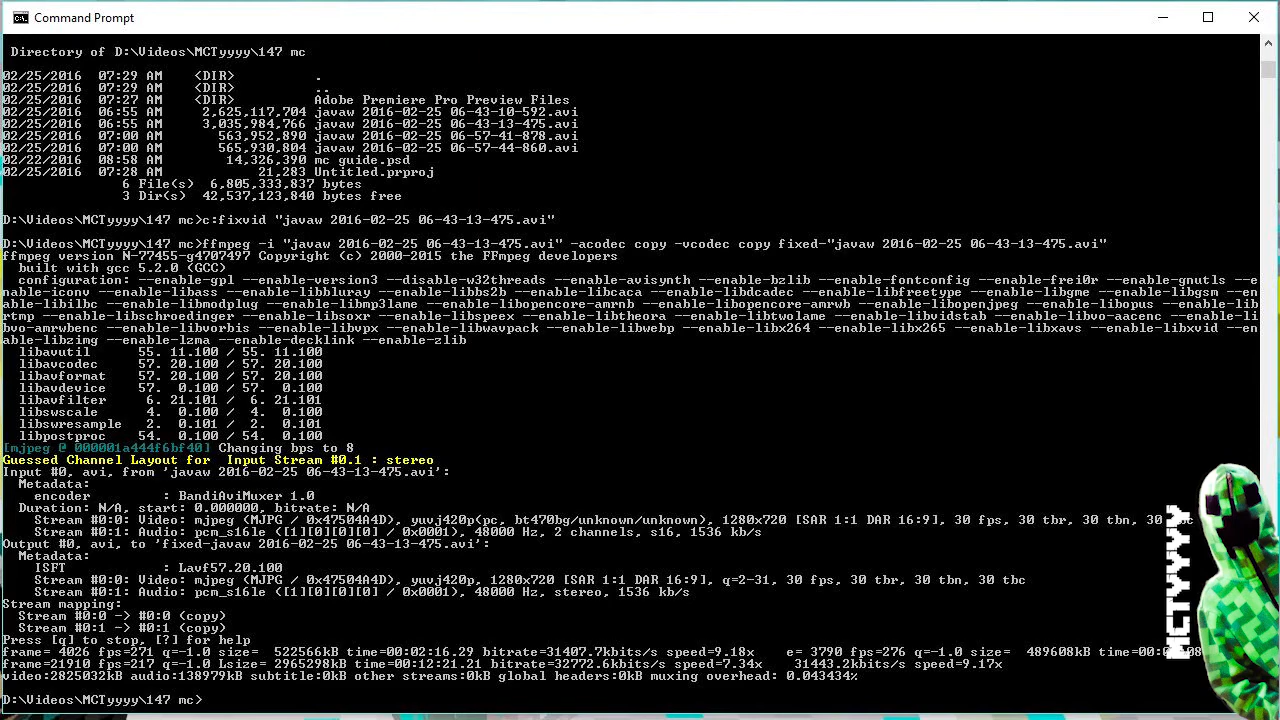 Command Prompt
Directory of D:\Videos\MCTyyyy\147 mc
02/25/2016  07:29 AM    <DIR>          .
02/25/2016  07:29 AM    <DIR>          ..
02/25/2016  07:27 AM    <DIR>          Adobe Premiere Pro Preview Files
02/25/2016  06:55 AM     2,625,117,704 javaw 2016-02-25 06-43-10-592.avi
02/25/2016  06:55 AM     3,035,984,766 javaw 2016-02-25 06-43-13-475.avi
02/25/2016  07:00 AM       563,952,890 javaw 2016-02-25 06-57-41-878.avi
02/25/2016  07:00 AM       565,930,804 javaw 2016-02-25 06-57-44-860.avi
02/22/2016  08:58 AM        14,326,390 mc guide.psd
02/25/2016  07:28 AM            21,283 Untitled.prproj
6 File(s)  6,805,333,837 bytes
3 Dir(s)  42,537,123,840 bytes free
D:\Videos\MCTyyyy\147 mc>c:fixvid "javaw 2016-02-25 06-43-13-475.avi"
D:\Videos\MCTyyyy\147 mc>ffmpeg -i "javaw 2016-02-25 06-43-13-475.avi" -acodec copy -vcodec copy fixed-"javaw 2016-02-25 06-43-13-475.avi"
ffmpeg version N-77455-g4707497 Copyright (c) 2000-2015 the FFmpeg developers
built with gcc 5.2.0 (GCC)
configuration: --enable-gpl --enable-version3 --disable-w32threads --enable-avisynth --enable-bzlib --enable-fontconfig --enable-frei0r --enable-gnutls --e
nable-iconv --enable-libass --enable-libbluray --enable-libbs2b --enable-libcaca --enable-libdcadec --enable-libfreetype --enable-libgme --enable-libgsm --en
able-libilbc --enable-libmodplug --enable-libmp3lame --enable-libopencore-amrnb --enable-libopencore-amrwb --enable-libopenjpeg --enable-libopus --enable-lib
rtmp --enable-libschroedinger --enable-libsoxr --enable-libspeex --enable-libtheora --enable-libtwolame --enable-libvidstab --enable-libvo-aacenc --enable-li
bvo-amrwbenc --enable-libvorbis --enable-libvpx --enable-libwavpack --enable-libwebp --enable-libx264 --enable-libx265 --enable-libxavs --enable-libxvid --en
able-libzimg --enable-lzma --enable-decklink --enable-zlib
libavutil      55. 11.100 / 55. 11.100
libavcodec     57. 20.100 / 57. 20.100
libavformat    57. 20.100 / 57. 20.100
libavdevice    57.  0.100 / 57.  0.100
libavfilter     6. 21.101 /  6. 21.101
libswscale      4.  0.100 /  4.  0.100
libswresample   2.  0.101 /  2.  0.101
libpostproc    54.  0.100 / 54.  0.100
[mjpeg @ 000001a444f6bf40] Changing bps to 8
Guessed Channel Layout for  Input Stream #0.1 : stereo
Input #0, avi, from 'javaw 2016-02-25 06-43-13-475.avi':
Metadata:
encoder         : BandiAviMuxer 1.0
Duration: N/A, start: 0.000000, bitrate: N/A
Stream #0:0: Video: mjpeg (MJPG / 0x47504A4D), yuvj420p(pc, bt470bg/unknown/unknown), 1280x720 [SAR 1:1 DAR 16:9], 30 fps, 30 tbr, 30 tbn, 30 tbc
Stream #0:1: Audio: pcm_s16le ([1][0][0][0] / 0x0001), 48000 Hz, 2 channels, s16, 1536 kb/s
Output #0, avi, to 'fixed-javaw 2016-02-25 06-43-13-475.avi':
Metadata:
ISFT            : Lavf57.20.100
Stream #0:0: Video: mjpeg (MJPG / 0x47504A4D), yuvj420p, 1280x720 [SAR 1:1 DAR 16:9], q=2-31, 30 fps, 30 tbr, 30 tbn, 30 tbc
Stream #0:1: Audio: pcm_s16le ([1][0][0][0] / 0x0001), 48000 Hz, stereo, 1536 kb/s
Stream mapping:
Stream #0:0 -> #0:0 (copy)
Stream #0:1 -> #0:1 (copy)
Press [q] to stop, [?] for help
frame= 4026 fps=271 q=-1.0 size=  522566kB time=00:02:16.27 bitrate=31407.7kbits/s speed=9.18x    e= 3790 fps=276 q=-1.0 size=  489608kB time=00:0
frame=21910 fps=217 q=-1.0 Lsize= 2965298kB time=00:12:21.21 bitrate=32772.6kbits/s speed=7.34x    31443.2kbits/s speed=9.17x
video:2825032kB audio:138979kB subtitle:0kB other streams:0kB global headers:0kB muxing overhead: 0.043434%
D:\Videos\MCTyyyy\147 mc>
MCTYYYY